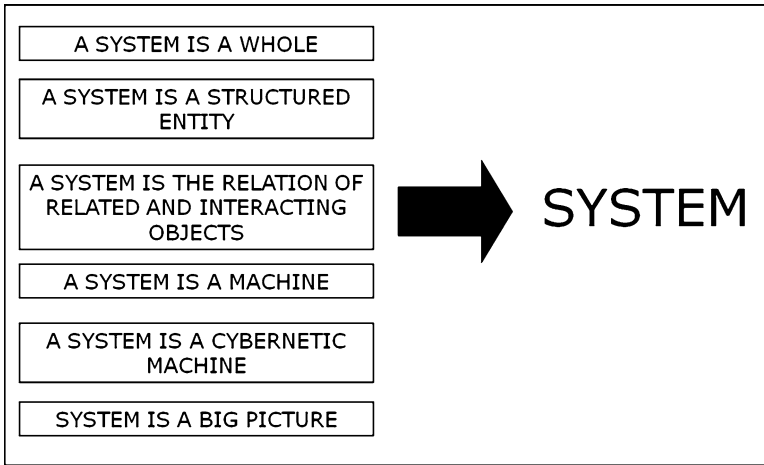 A SYSTEM IS A WHOLE
A SYSTEM IS A STRUCTURED
ENTITY
A SYSTEM IS THE RELATION OF
RELATED AND INTERACTING
OBJECTS
A SYSTEM IS A MACHINE
A SYSTEM IS A CYBERNETIC
MACHINE
SYSTEM IS A BIG PICTURE
SYSTEM